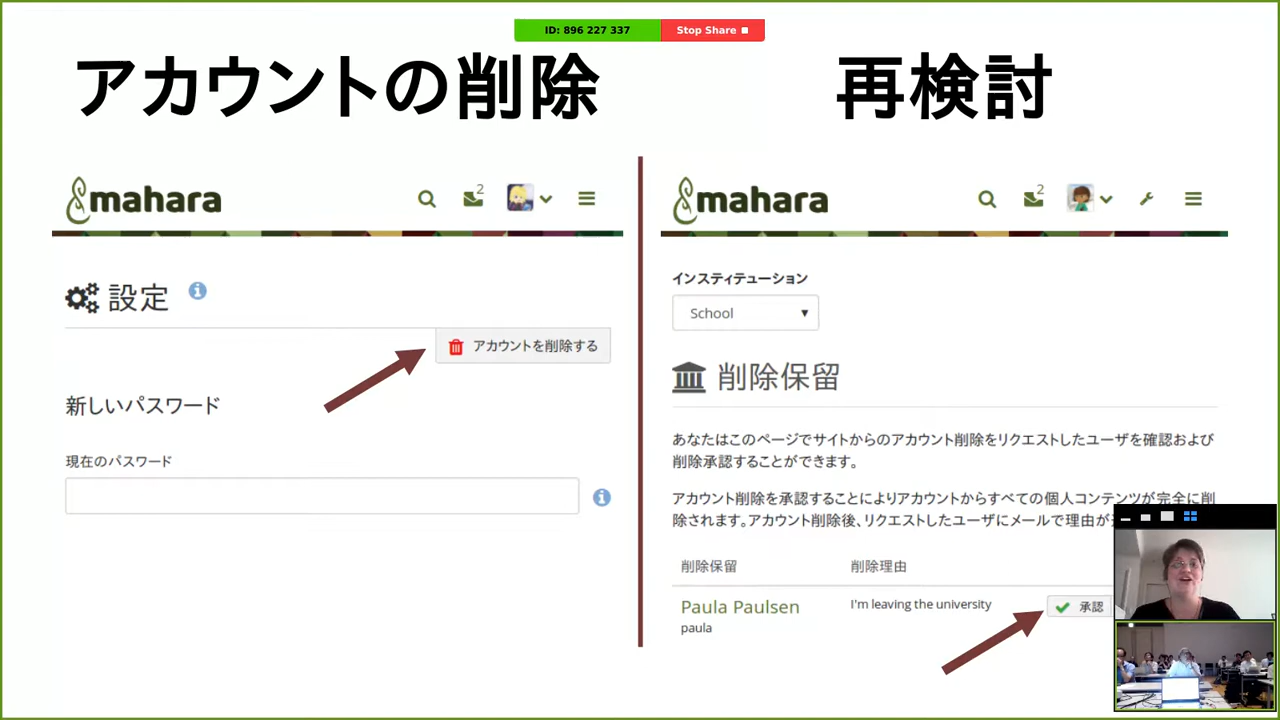 ID: 896 227 337
Stop Share
アカウントの削除
再検討
mahara
2
設定
アカウントを削除する
新しいパスワード
現在のパスワード
mahara
2
インスティテューション
School
削除保留
あなたはこのページでサイトからのアカウント削除をリクエストしたユーザを確認および
削除承認することができます。
アカウント削除を承認することによりアカウントからすべての個人コンテンツが完全に削
除されます。アカウント削除後、リクエストしたユーザにメールで理由が
削除保留
削除理由
Paula Paulsen
I'm leaving the university
承認
paula